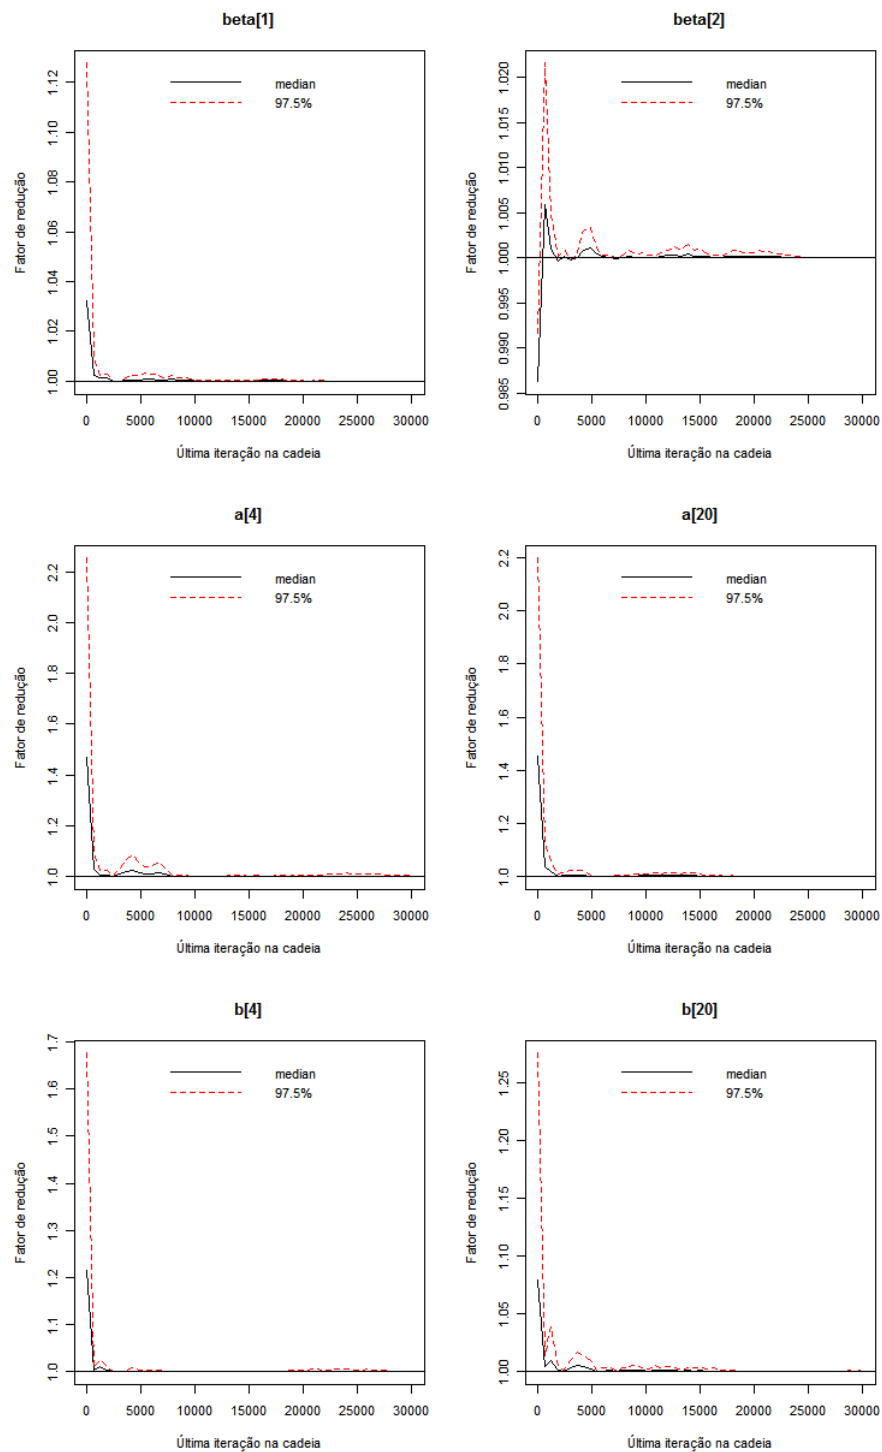 beta[1]
median
97.5%
Fator de redução
1.00 1.02 1.04 1.06 1.08 1.10 1.12
0 5000 10000 15000 20000 25000 30000
Última iteração na cadeia
beta[2]
median
97.5%
Fator de redução
0.985 0.990 0.995 1.000 1.005 1.010 1.015 1.020
0 5000 10000 15000 20000 25000 30000
Última iteração na cadeia
a[4]
median
97.5%
Fator de redução
1.0 1.2 1.4 1.6 1.8 2.0 2.2
0 5000 10000 15000 20000 25000 30000
Última iteração na cadeia
a[20]
median
97.5%
Fator de redução
1.0 1.2 1.4 1.6 1.8 2.0 2.2
0 5000 10000 15000 20000 25000 30000
Última iteração na cadeia
b[4]
median
97.5%
Fator de redução
1.0 1.1 1.2 1.3 1.4 1.5 1.6 1.7
0 5000 10000 15000 20000 25000 30000
Última iteração na cadeia
b[20]
median
97.5%
Fator de redução
1.00 1.05 1.10 1.15 1.20 1.25
0 5000 10000 15000 20000 25000 30000
Última iteração na cadeia